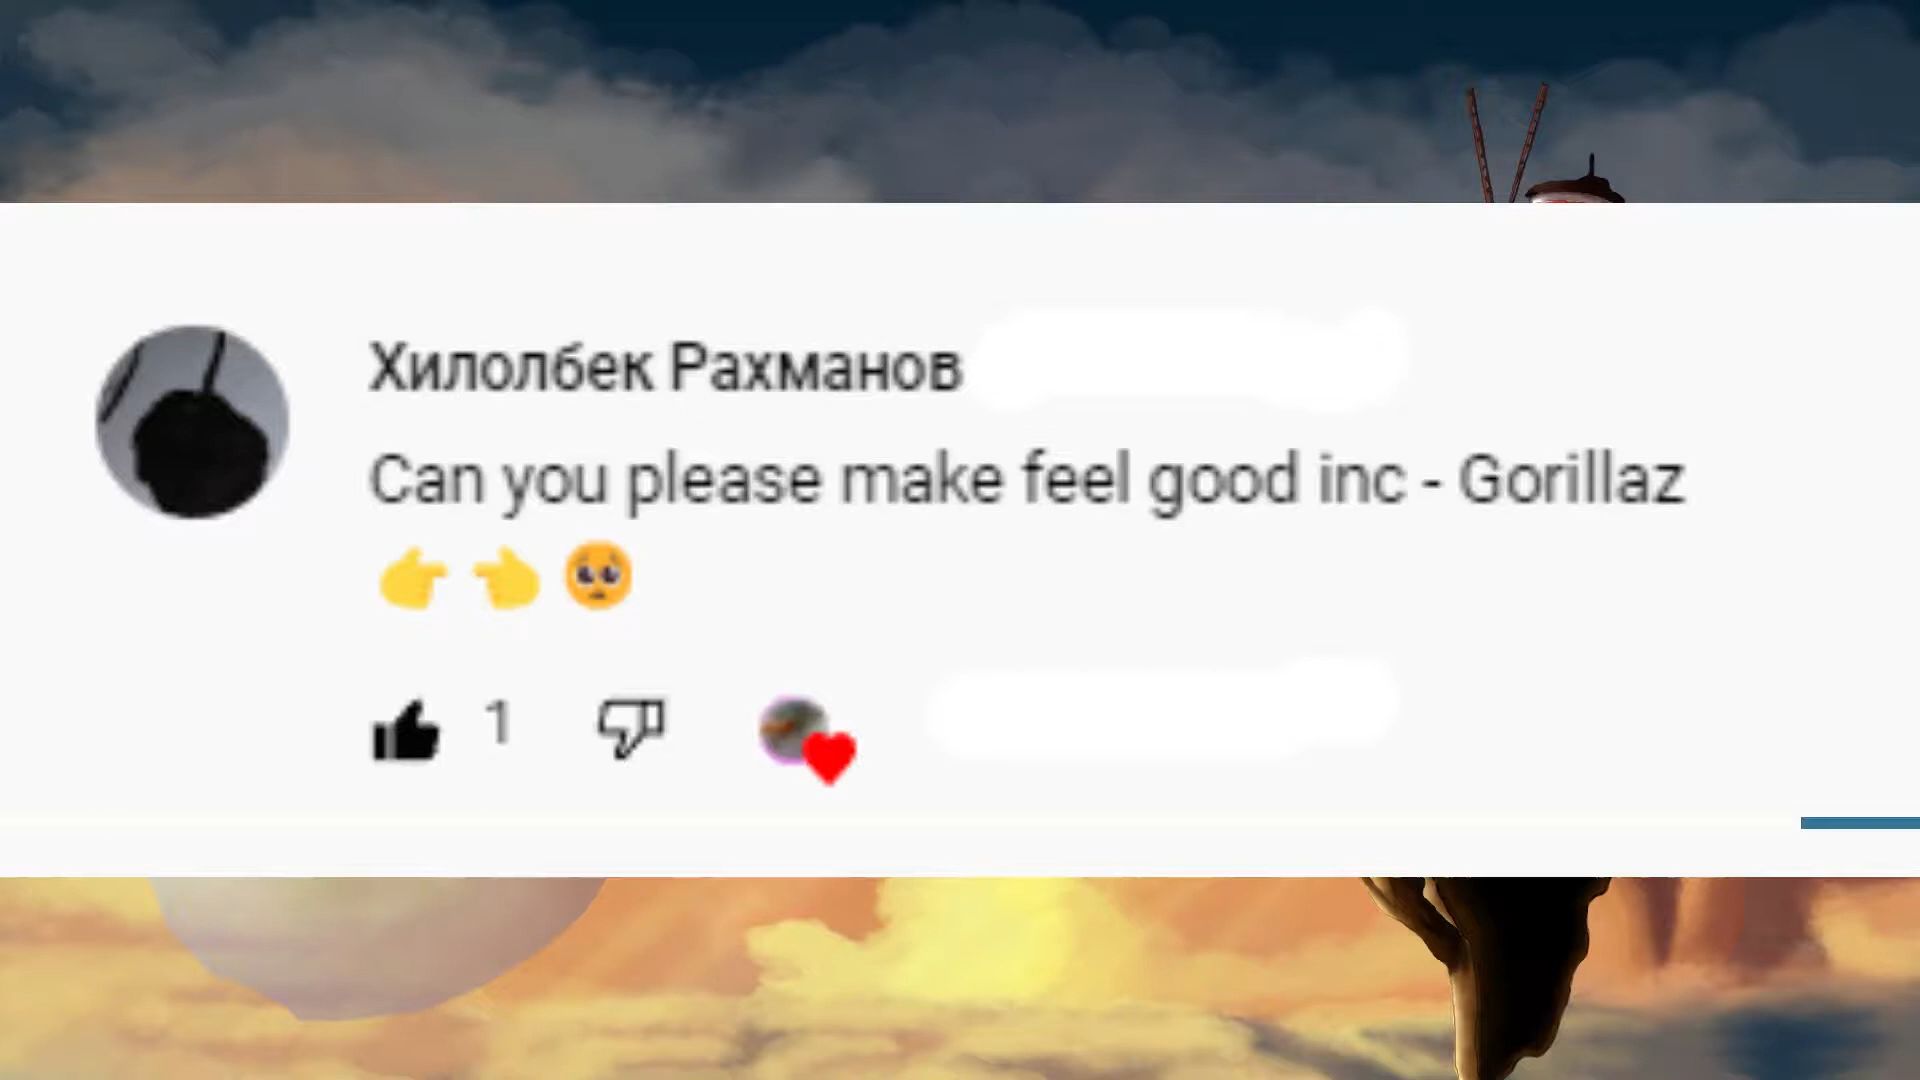 Хилолбек Рахманов
Can you please make feel good inc - Gorillaz
👉 👈 🥺
1